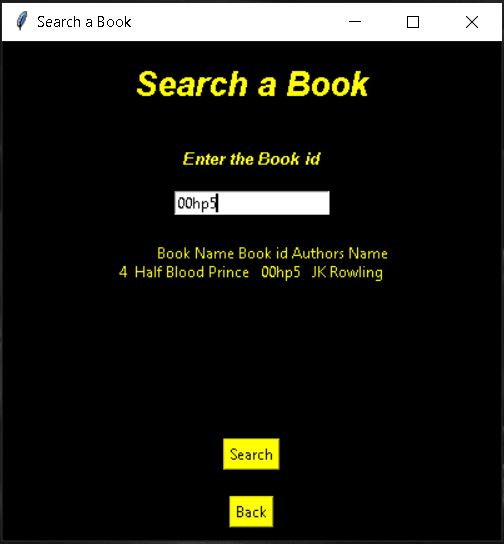 Search a Book
Search a Book
Enter the Book id
00hp5
Book Name Book id Authors Name
4 Half Blood Prince 00hp5 JK Rowling
Search
Back